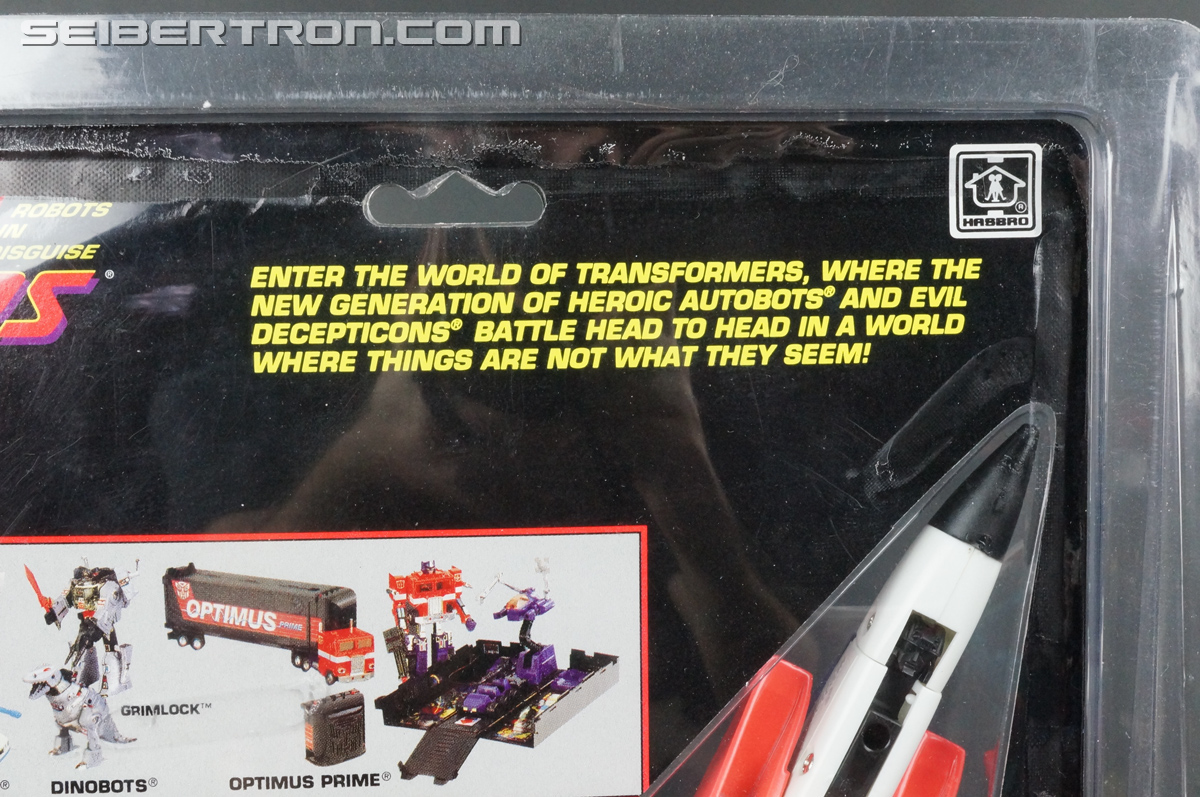 SEIBERTRON.com
HASBRO®
ROBOTS
IN
DISGUISE
®
ENTER THE WORLD OF TRANSFORMERS, WHERE THE
NEW GENERATION OF HEROIC AUTOBOTS® AND EVIL
DECEPTICONS® BATTLE HEAD TO HEAD IN A WORLD
WHERE THINGS ARE NOT WHAT THEY SEEM!
OPTIMUS PRIME
GRIMLOCK™
DINOBOTS®
OPTIMUS PRIME®
®